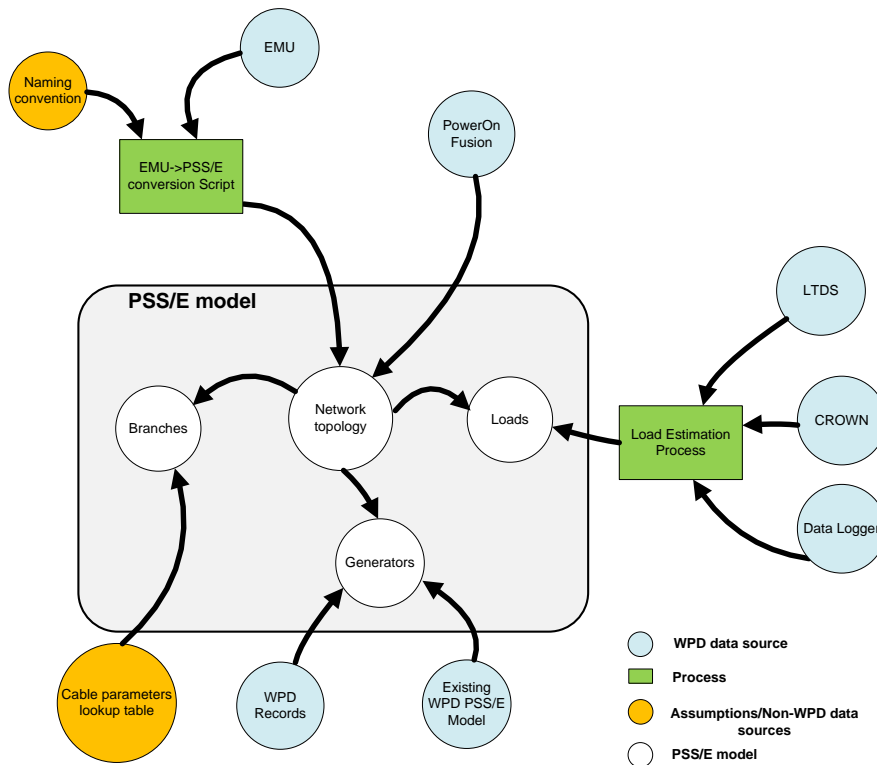 EMU
Naming
convention
PowerOn
Fusion
EMU->PSS/E
conversion Script
LTDS
PSS/E model
Network
topology
Branches
Loads
Load Estimation
Process
CROWN
Data Logger
Generators
Cable parameters
lookup table
WPD
Records
Existing
WPD PSS/E
Model
WPD data source
Process
Assumptions/Non-WPD data
sources
PSS/E model